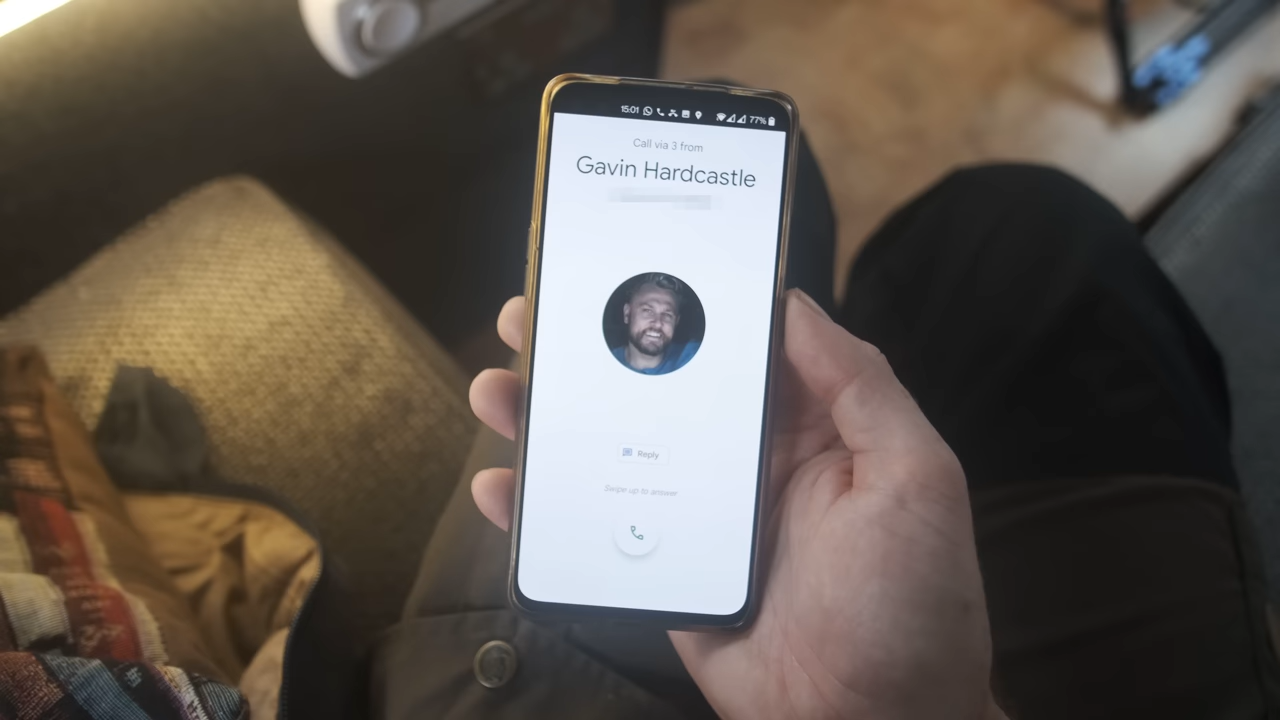 15:01 77%
Call via 3 from
Gavin Hardcastle
Reply
Swipe up to answer